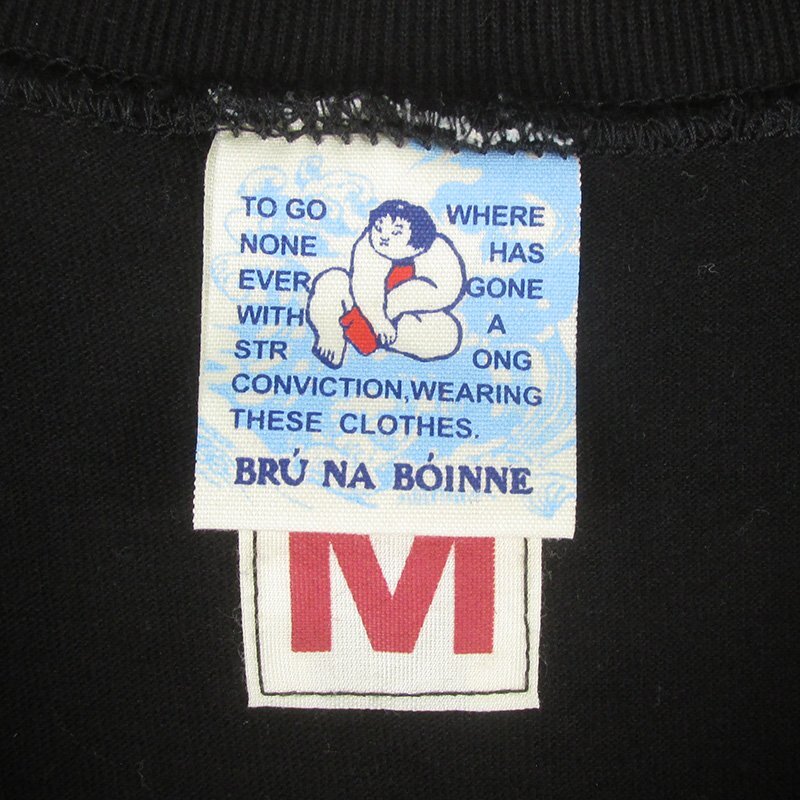 TO GO WHERE
NONE HAS
EVER GONE
WITH A
STR ONG
CONVICTION,WEARING
THESE CLOTHES.
BRÚ NA BÓINNE
M